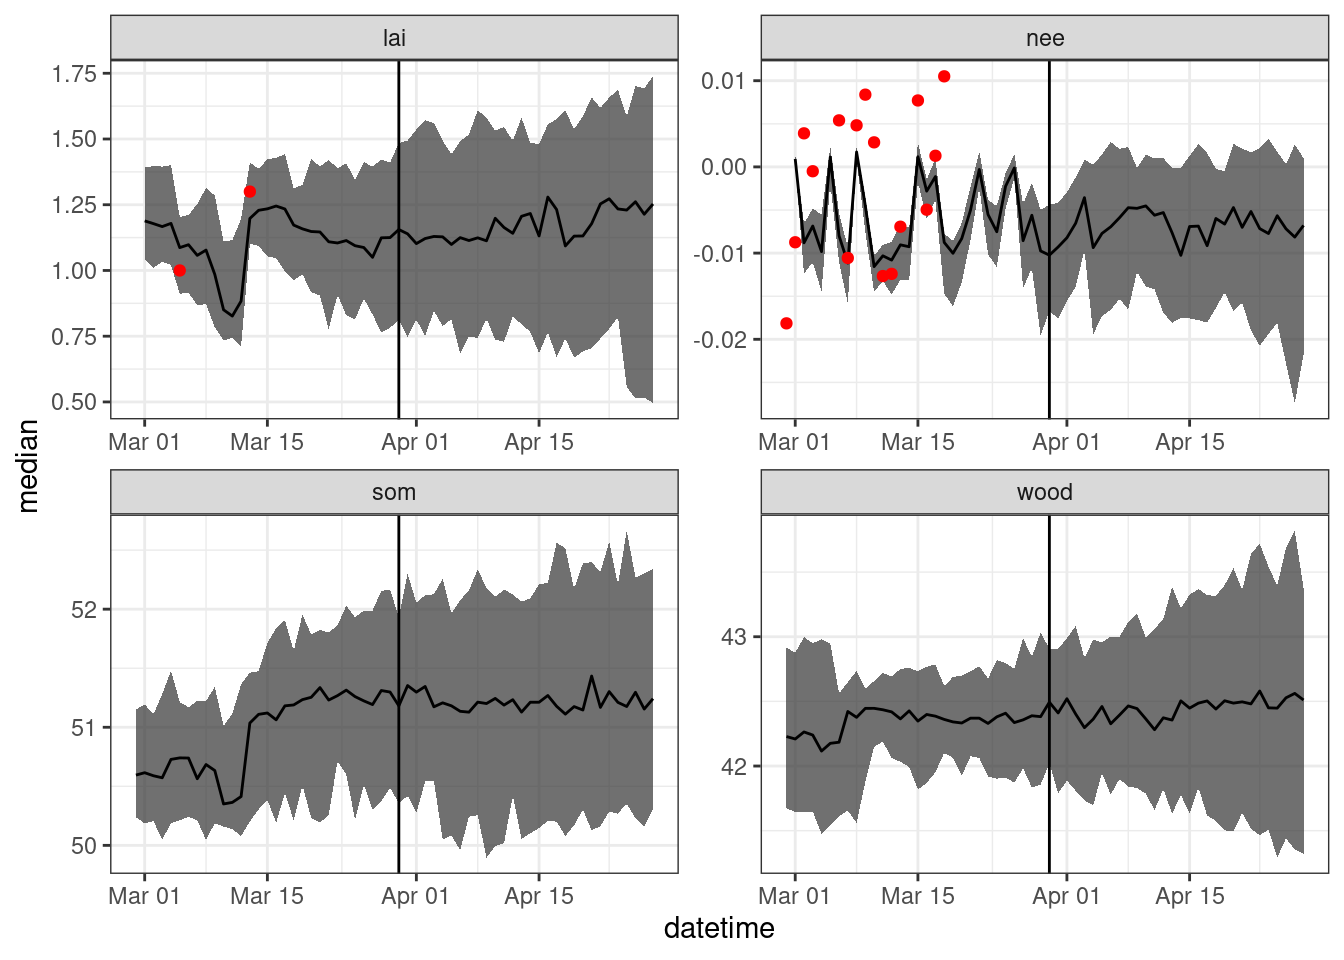 lai
nee
1.75
1.50
1.25
1.00
0.75
0.50
0.01
0.00
-0.01
-0.02
Mar 01 Mar 15 Apr 01 Apr 15
Mar 01 Mar 15 Apr 01 Apr 15
som
wood
52
51
50
43
42
Mar 01 Mar 15 Apr 01 Apr 15
Mar 01 Mar 15 Apr 01 Apr 15
median
datetime